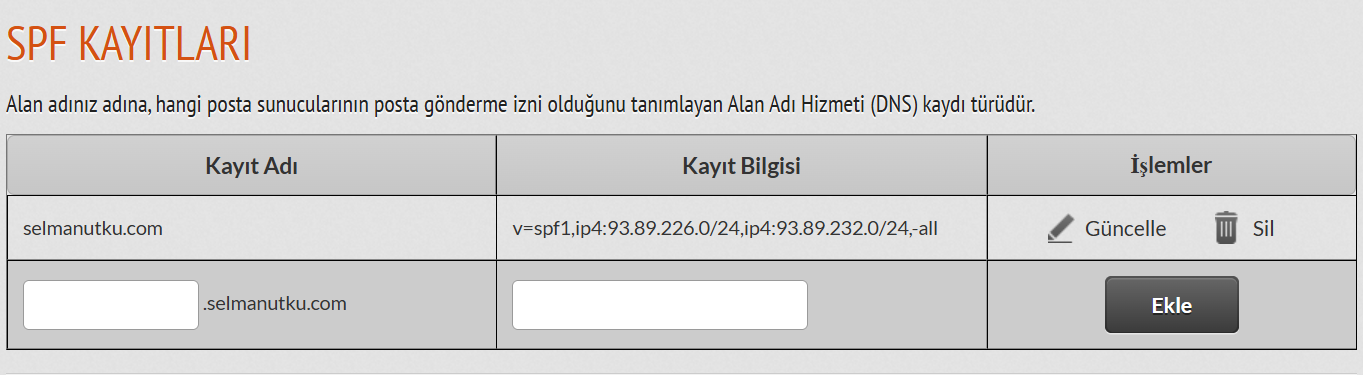 SPF KAYITLARI
Alan adınız adına, hangi posta sunucularının posta gönderme izni olduğunu tanımlayan Alan Adı Hizmeti (DNS) kaydı türüdür.
Kayıt Adı Kayıt Bilgisi İşlemler
selmanutku.com v=spf1,ip4:93.89.226.0/24,ip4:93.89.232.0/24,-all Güncelle Sil
.selmanutku.com Ekle